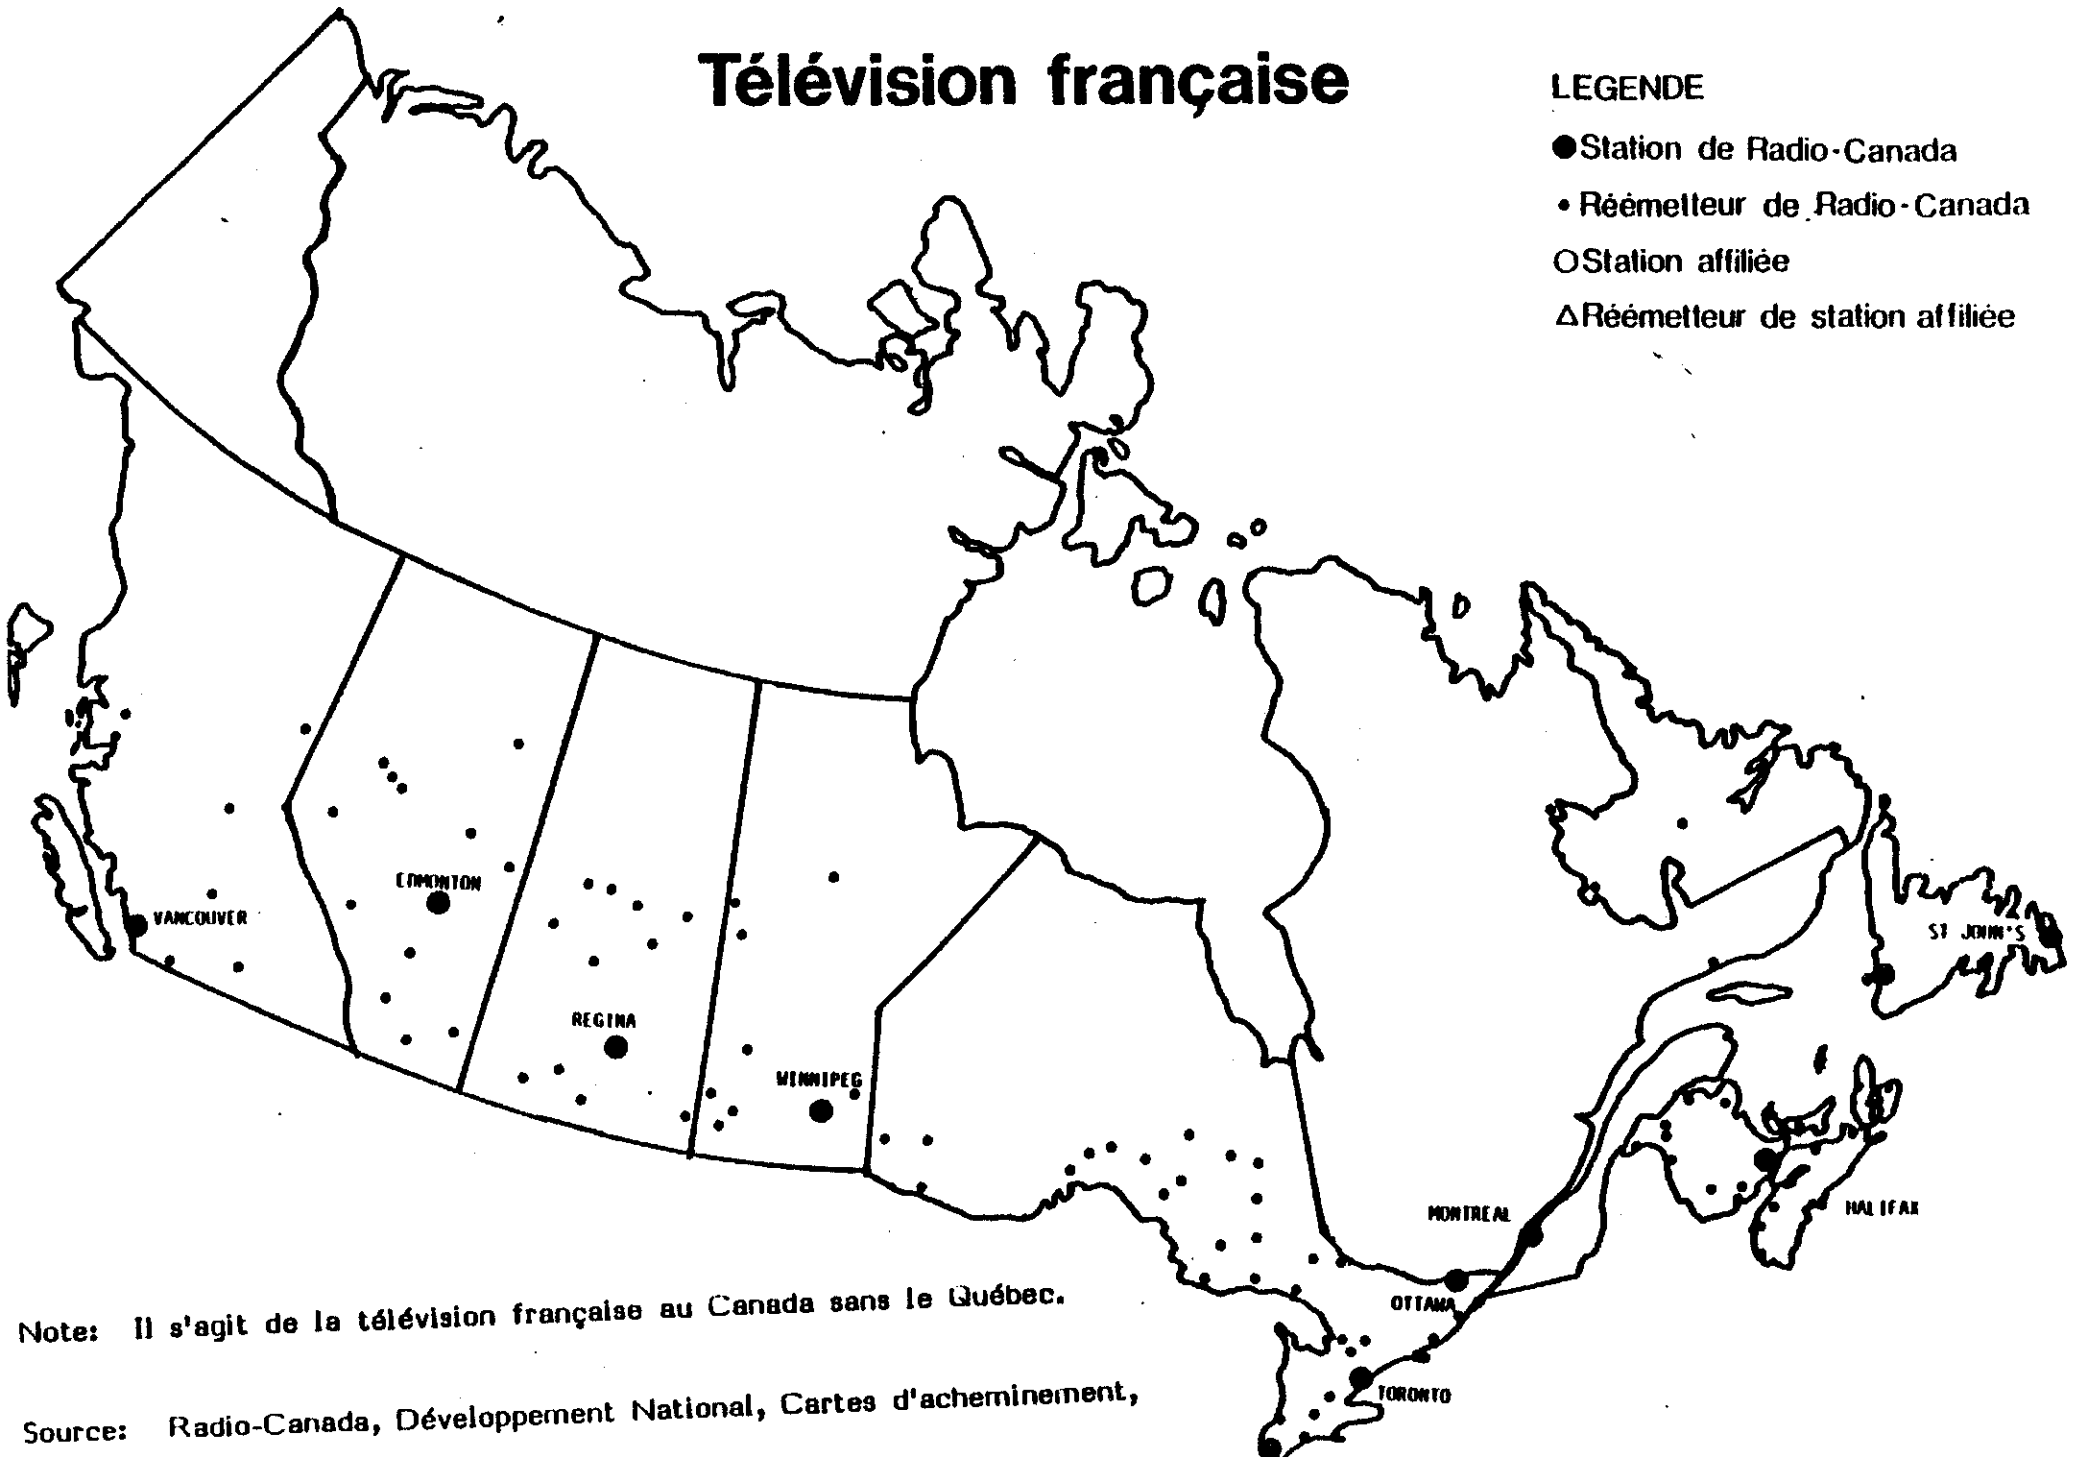 Télévision française
LEGENDE
Station de Radio-Canada
Réémetteur de Radio-Canada
Station affiliée
Réémetteur de station affiliée
EDMONTON
VANCOUVER
ST JOHN'S
REGINA
WINNIPEG
MONTREAL
HALIFAX
OTTAWA
TORONTO
Note: Il s'agit de la télévision française au Canada sans le Québec.
Source: Radio-Canada, Développement National, Cartes d'acheminement,